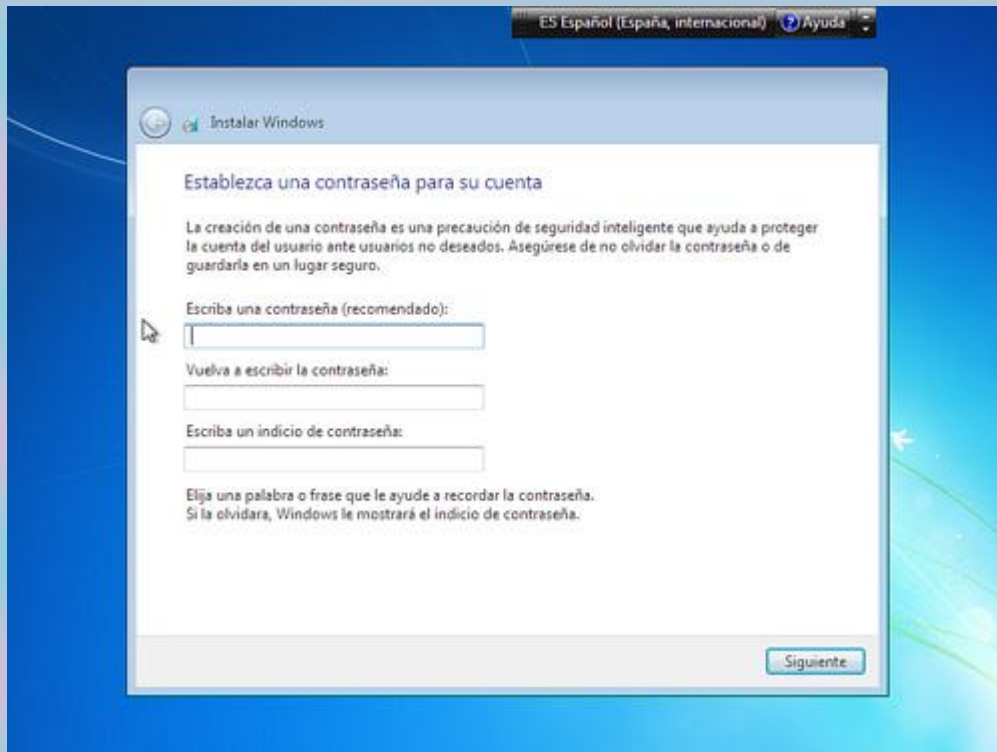 ES Español (España, internacional) Ayuda
Instalar Windows
Establezca una contraseña para su cuenta
La creación de una contraseña es una precaución de seguridad inteligente que ayuda a proteger
la cuenta del usuario ante usuarios no deseados. Asegúrese de no olvidar la contraseña o de
guardarla en un lugar seguro.
Escriba una contraseña (recomendado):
Vuelva a escribir la contraseña:
Escriba un indicio de contraseña:
Elija una palabra o frase que le ayude a recordar la contraseña.
Si la olvidara, Windows le mostrará el indicio de contraseña.
Siguiente